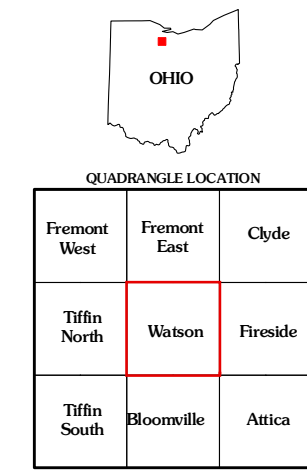 OHIO
QUADRANGLE LOCATION
Fremont
West
Fremont
East
Clyde
Tiffin
North
Watson
Fireside
Tiffin
South
Bloomville
Attica